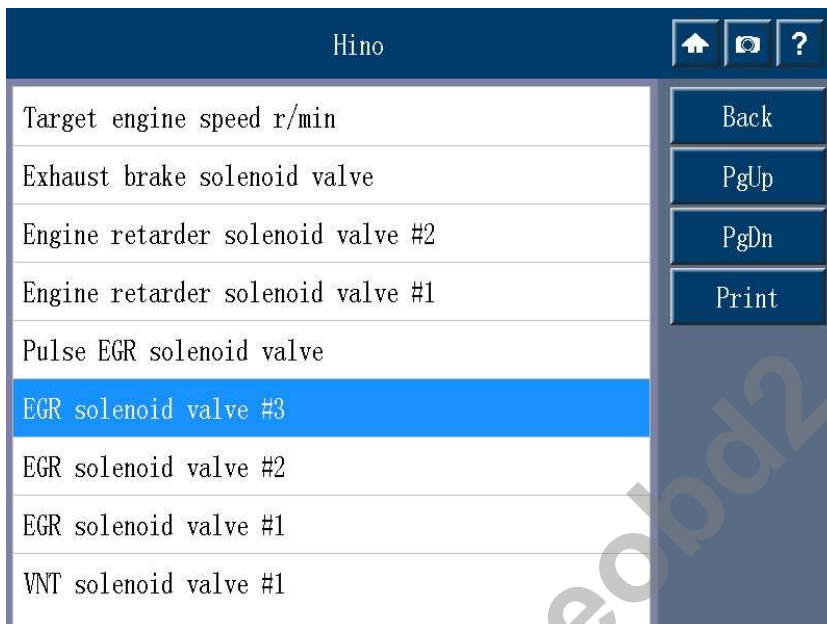 Hino
?
Target engine speed r/min
Back
Exhaust brake solenoid valve
PgUp
Engine retarder solenoid valve #2
PgDn
Engine retarder solenoid valve #1
Print
Pulse EGR solenoid valve
EGR solenoid valve #3
EGR solenoid valve #2
EGR solenoid valve #1
VNT solenoid valve #1
eobd2